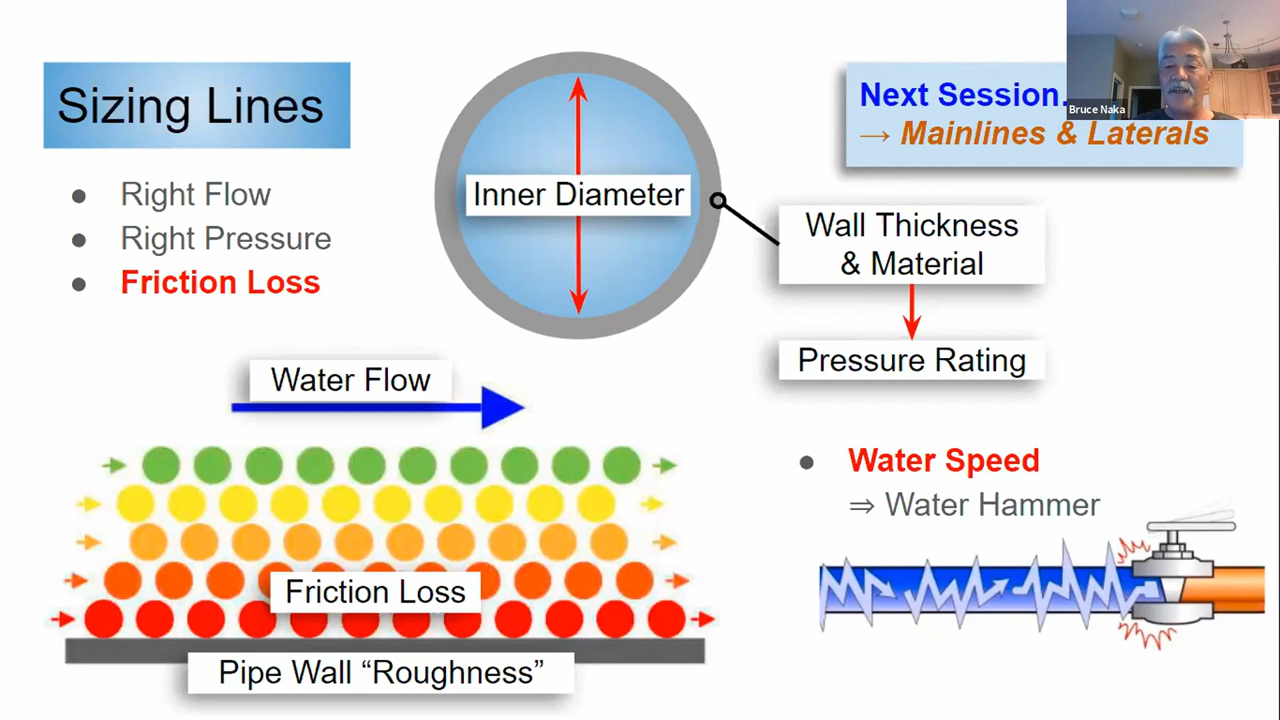 Sizing Lines
● Right Flow
● Right Pressure
● Friction Loss
Inner Diameter
Next Session.
→ Mainlines & Laterals
Bruce Naka
Wall Thickness
& Material
Pressure Rating
Water Flow
Friction Loss
Pipe Wall “Roughness”
● Water Speed
⇒ Water Hammer